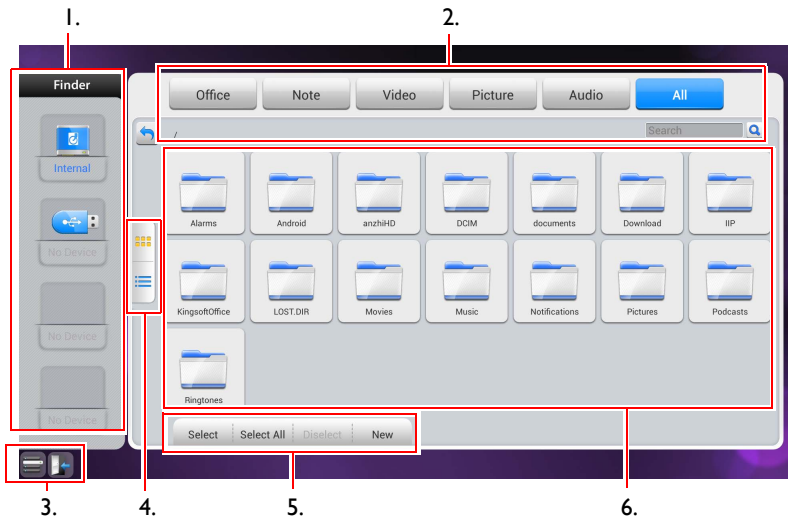 1.
2.
Finder
Office
Note
Video
Picture
Audio
All
/
Search
Internal
No Device
No Device
No Device
Alarms
Android
anzhiHD
DCIM
documents
Download
IIP
KingsoftOffice
LOST.DIR
Movies
Music
Notifications
Pictures
Podcasts
Ringtones
Select
Select All
Diselect
New
3.
4.
5.
6.